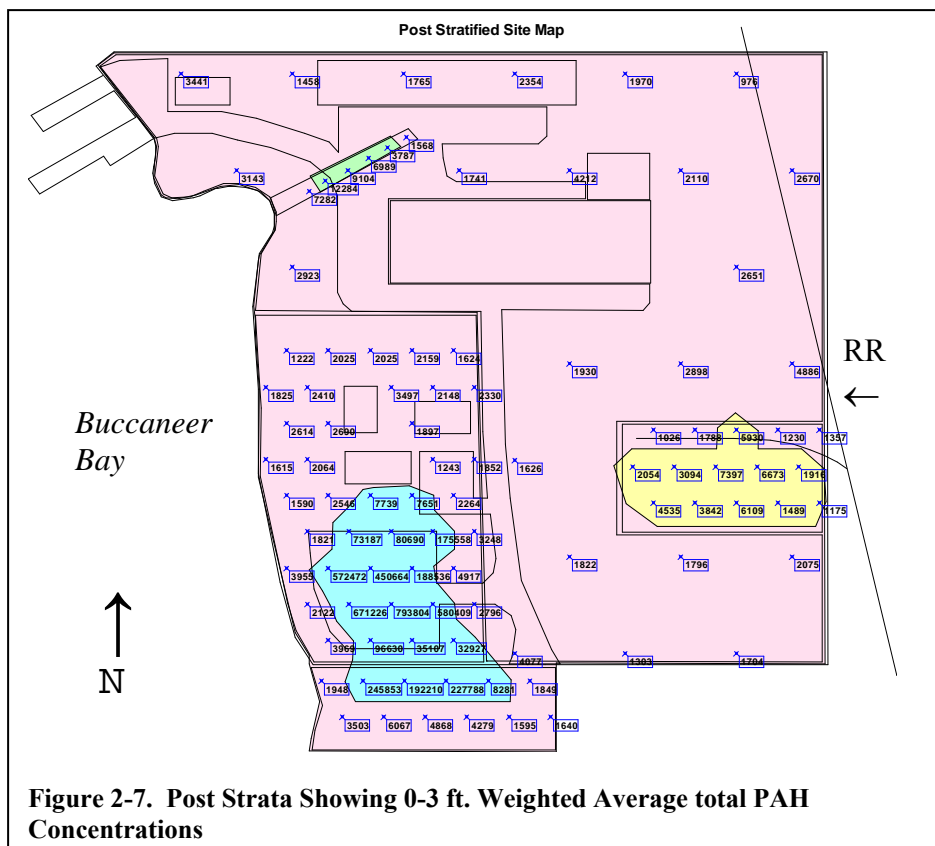 Post Stratified Site Map
3441 1458 1765 2354 1970 976
1568
3787
6989
3143 9104 1741 4212 2110 2670
12284
7282
2923 2651
1222 2025 2025 2159 1624
1930 2898 4886
RR
←
1825 2410 3497 2148 2330
Buccaneer
Bay
2614 2690 1897
1026 1788 5930 1230 1357
1615 2064 1243 1852 1626
2054 3094 7397 6673 1916
1590 2546 7739 7651 2264
4535 3842 6109 1489 1175
1821 73187 80690 175558 3248
3955 572472 450664 188536 4917
1822 1796 2075
2122 671226 793804 580409 2796
3969 96630 35107 32927
4077 1303 1704
N
1948 245853 192210 227788 8281 1849
3503 6067 4868 4279 1595 1640
Figure 2-7. Post Strata Showing 0-3 ft. Weighted Average total PAH
Concentrations